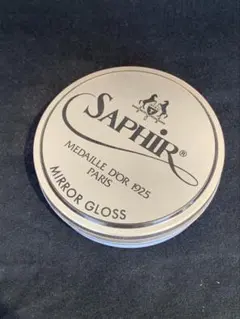 SAPHIR®
MEDAILLE D'OR 1925
PARIS
MIRROR GLOSS